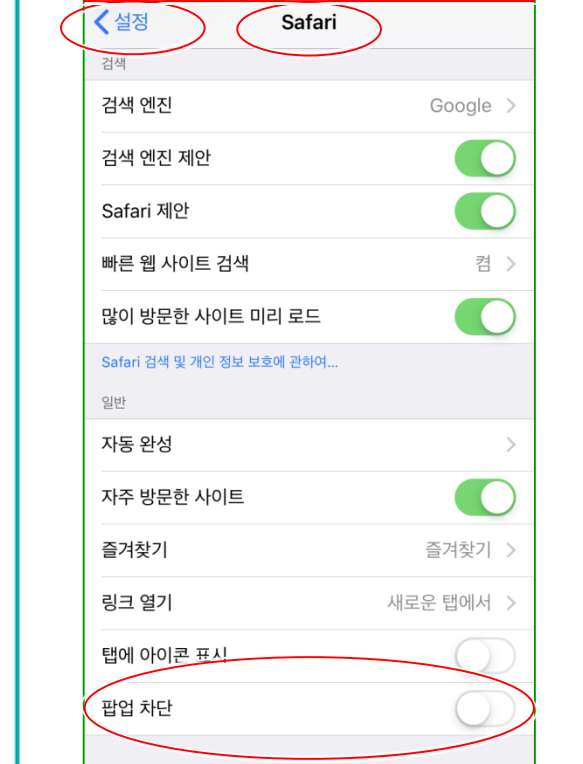 설정 Safari
검색
검색 엔진 Google
검색 엔진 제안
Safari 제안
빠른 웹 사이트 검색 켬
많이 방문한 사이트 미리 로드
Safari 검색 및 개인 정보 보호에 관하여...
일반
자동 완성
자주 방문한 사이트
즐겨찾기 즐겨찾기
링크 열기 새로운 탭에서
탭에 아이콘 표시
팝업 차단